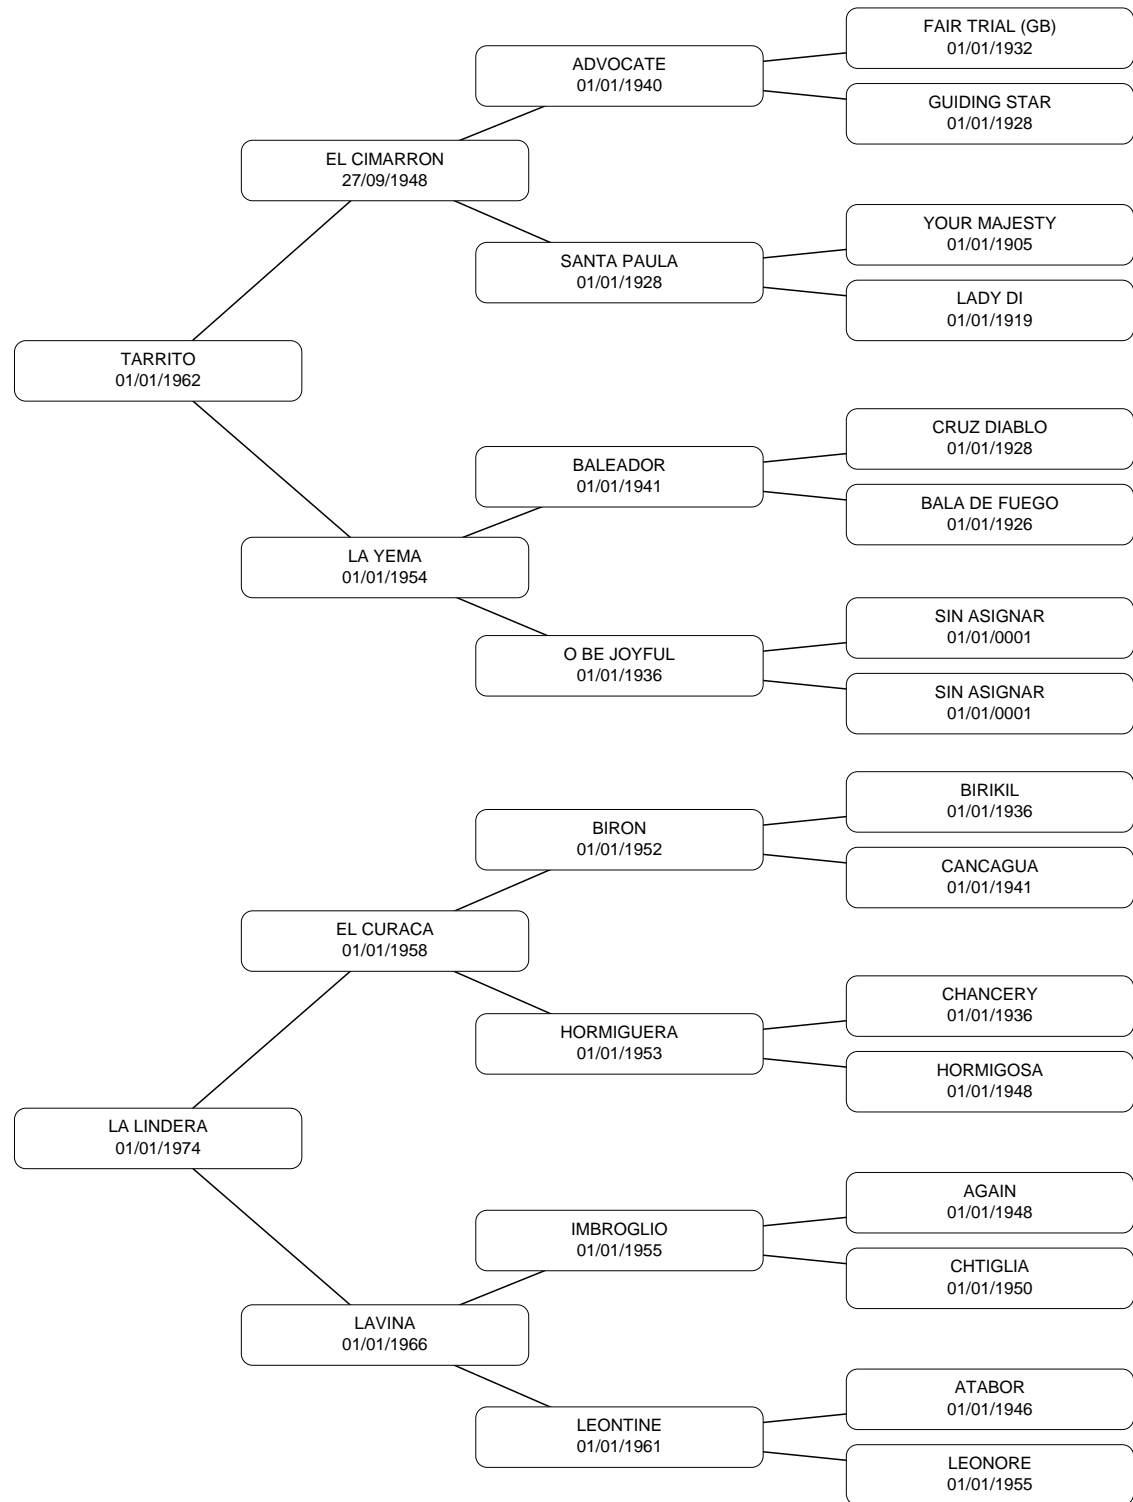 FAIR TRIAL (GB)
01/01/1932
ADVOCATE
01/01/1940
GUIDING STAR
01/01/1928
EL CIMARRON
27/09/1948
YOUR MAJESTY
01/01/1905
SANTA PAULA
01/01/1928
LADY DI
01/01/1919
TARRITO
01/01/1962
CRUZ DIABLO
01/01/1928
BALEADOR
01/01/1941
BALA DE FUEGO
01/01/1926
LA YEMA
01/01/1954
SIN ASIGNAR
01/01/0001
O BE JOYFUL
01/01/1936
SIN ASIGNAR
01/01/0001
BIRIKIL
01/01/1936
BIRON
01/01/1952
CANCAGUA
01/01/1941
EL CURACA
01/01/1958
CHANCERY
01/01/1936
HORMIGUERA
01/01/1953
HORMIGOSA
01/01/1948
LA LINDERA
01/01/1974
AGAIN
01/01/1948
IMBROGLIO
01/01/1955
CHTIGLIA
01/01/1950
LAVINA
01/01/1966
ATABOR
01/01/1946
LEONTINE
01/01/1961
LEONORE
01/01/1955